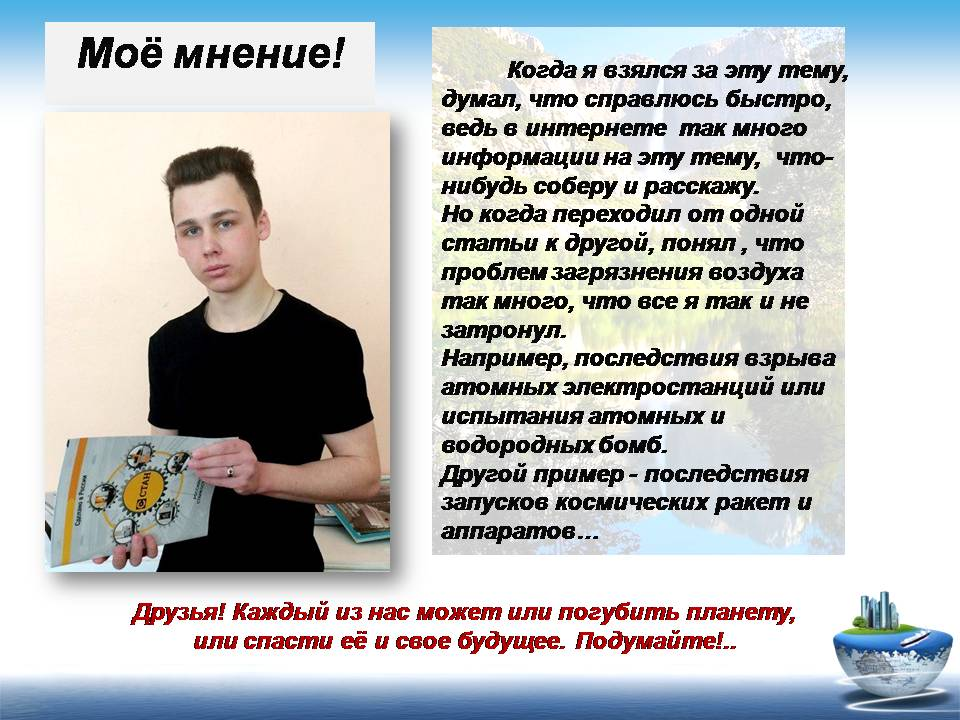 Моё мнение!
Когда я взялся за эту тему,
думал, что справлюсь быстро,
ведь в интернете так много
информации на эту тему, что-
нибудь соберу и расскажу.
Но когда переходил от одной
статьи к другой, понял , что
проблем загрязнения воздуха
так много, что все я так и не
затронул.
Например, последствия взрыва
атомных электростанций или
испытания атомных и
водородных бомб.
Другой пример - последствия
запусков космических ракет и
аппаратов...
Сделано в России
СТАН
Друзья! Каждый из нас может или погубить планету,
или спасти её и свое будущее. Подумайте!..